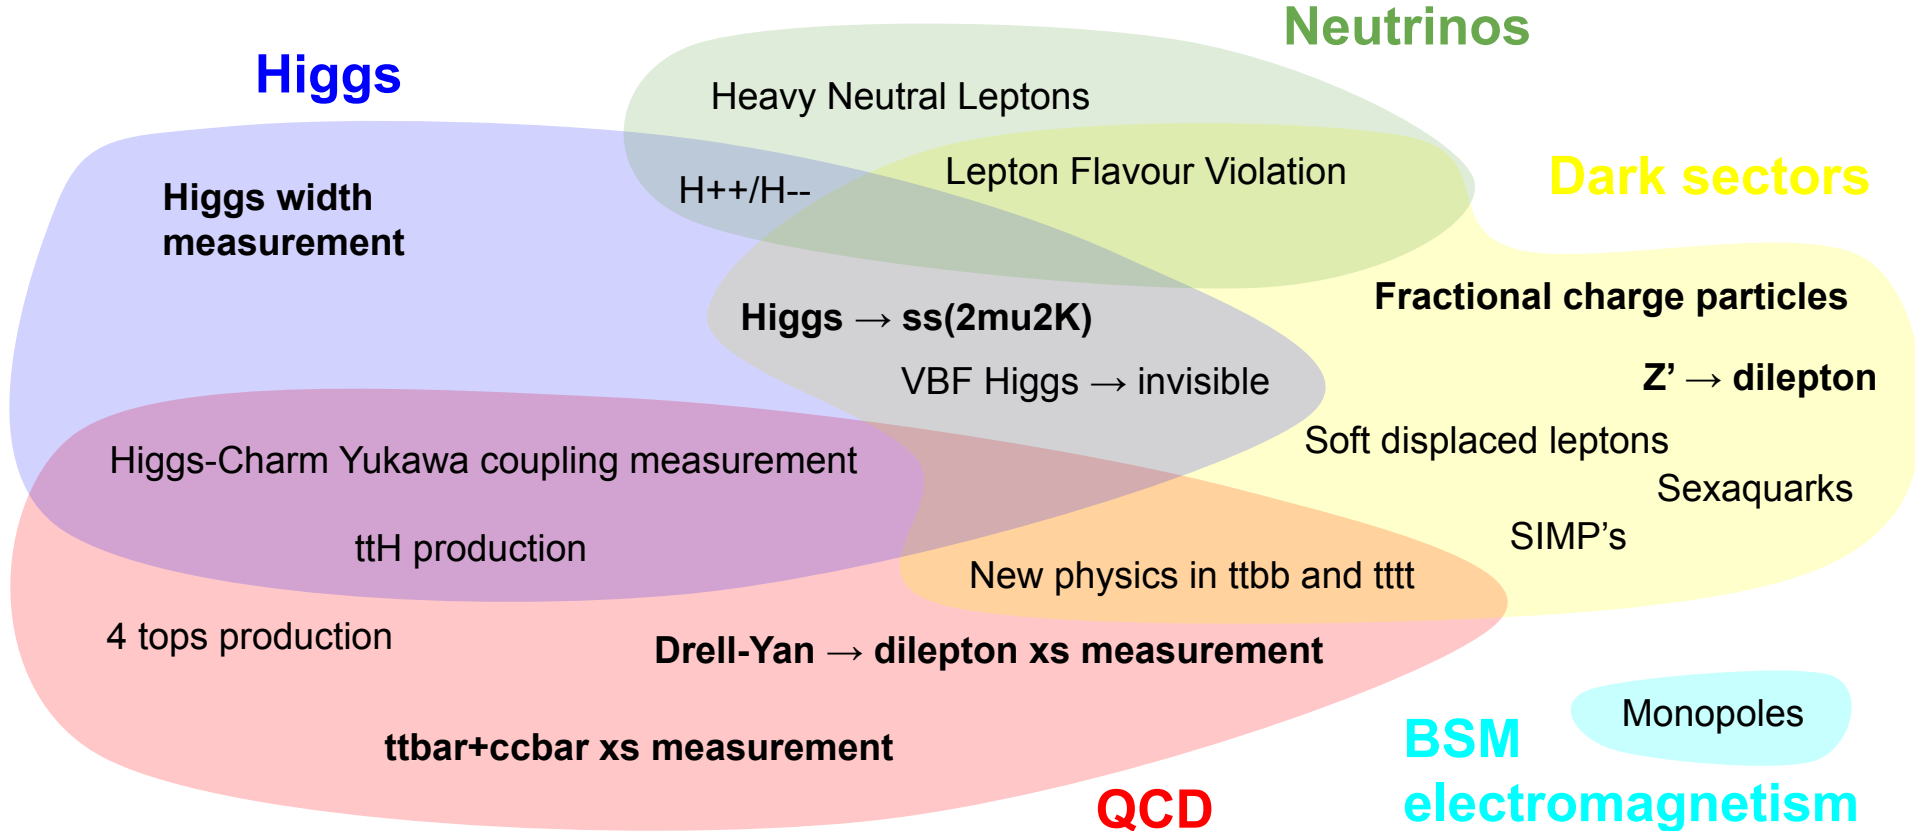 Neutrinos
Higgs
Heavy Neutral Leptons
Lepton Flavour Violation
Dark sectors
H++/H--
Higgs width
measurement
Fractional charge particles
Higgs → ss(2mu2K)
VBF Higgs → invisible
Z’ → dilepton
Soft displaced leptons
Higgs-Charm Yukawa coupling measurement
Sexaquarks
SIMP’s
ttH production
New physics in ttbb and tttt
4 tops production
Drell-Yan → dilepton xs measurement
Monopoles
ttbar+ccbar xs measurement
BSM
electromagnetism
QCD